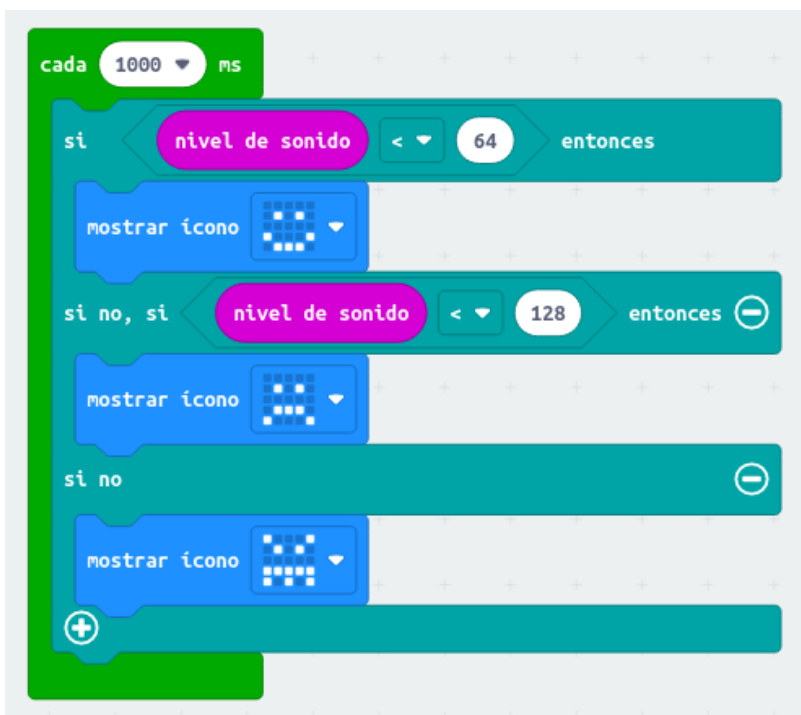 cada 1000 ms
si nivel de sonido < 64 entonces
mostrar ícono
si no, si nivel de sonido < 128 entonces
mostrar ícono
si no
mostrar ícono